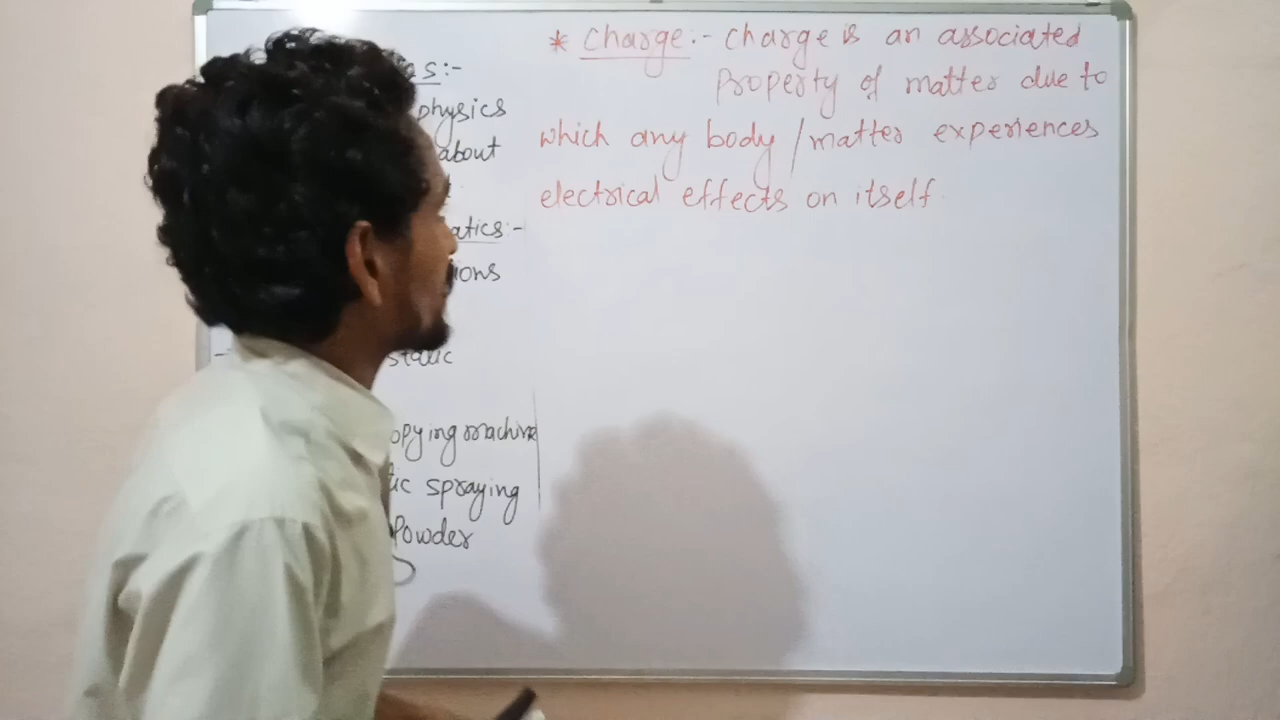 s:-
physics
about
atics:-
ions
static
opying machine
tic spraying
Powder
* Charge:- Charge is an associated
Property of matter due to
which any body/matter experiences
electrical effects on itself.